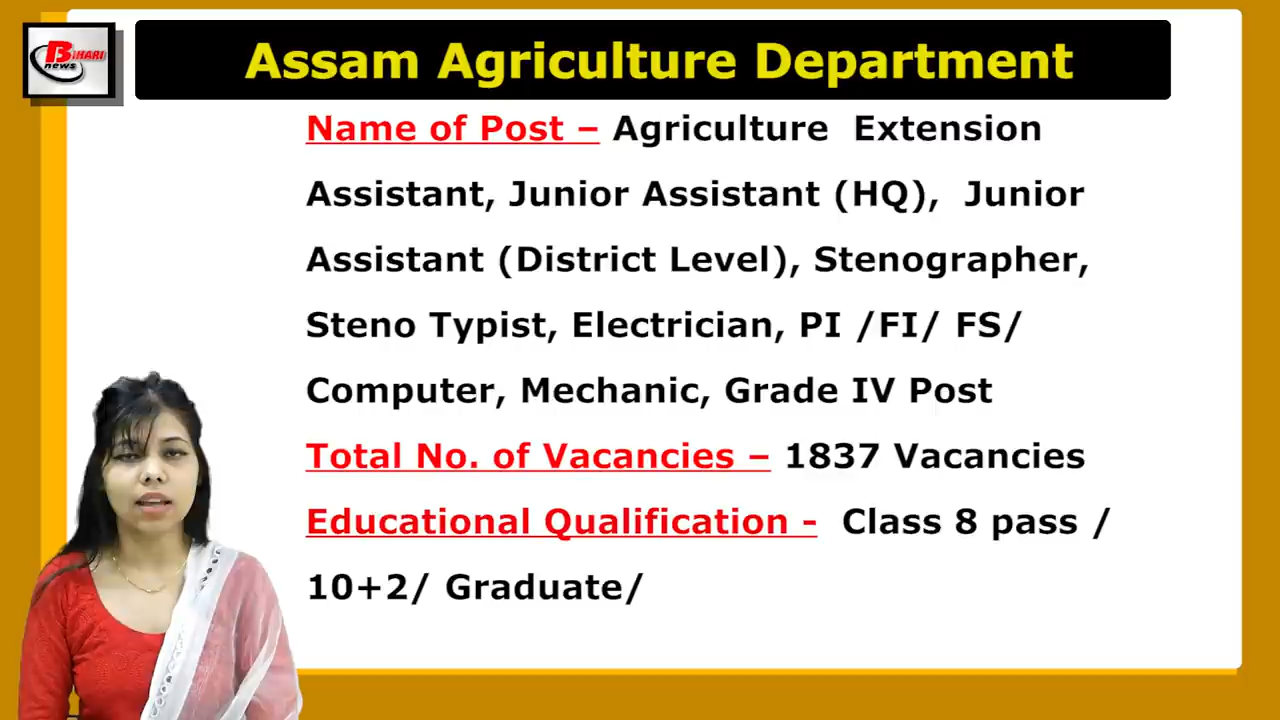 BIHARI
news
Assam Agriculture Department
Name of Post – Agriculture Extension
Assistant, Junior Assistant (HQ), Junior
Assistant (District Level), Stenographer,
Steno Typist, Electrician, PI /FI/ FS/
Computer, Mechanic, Grade IV Post
Total No. of Vacancies – 1837 Vacancies
Educational Qualification - Class 8 pass /
10+2/ Graduate/